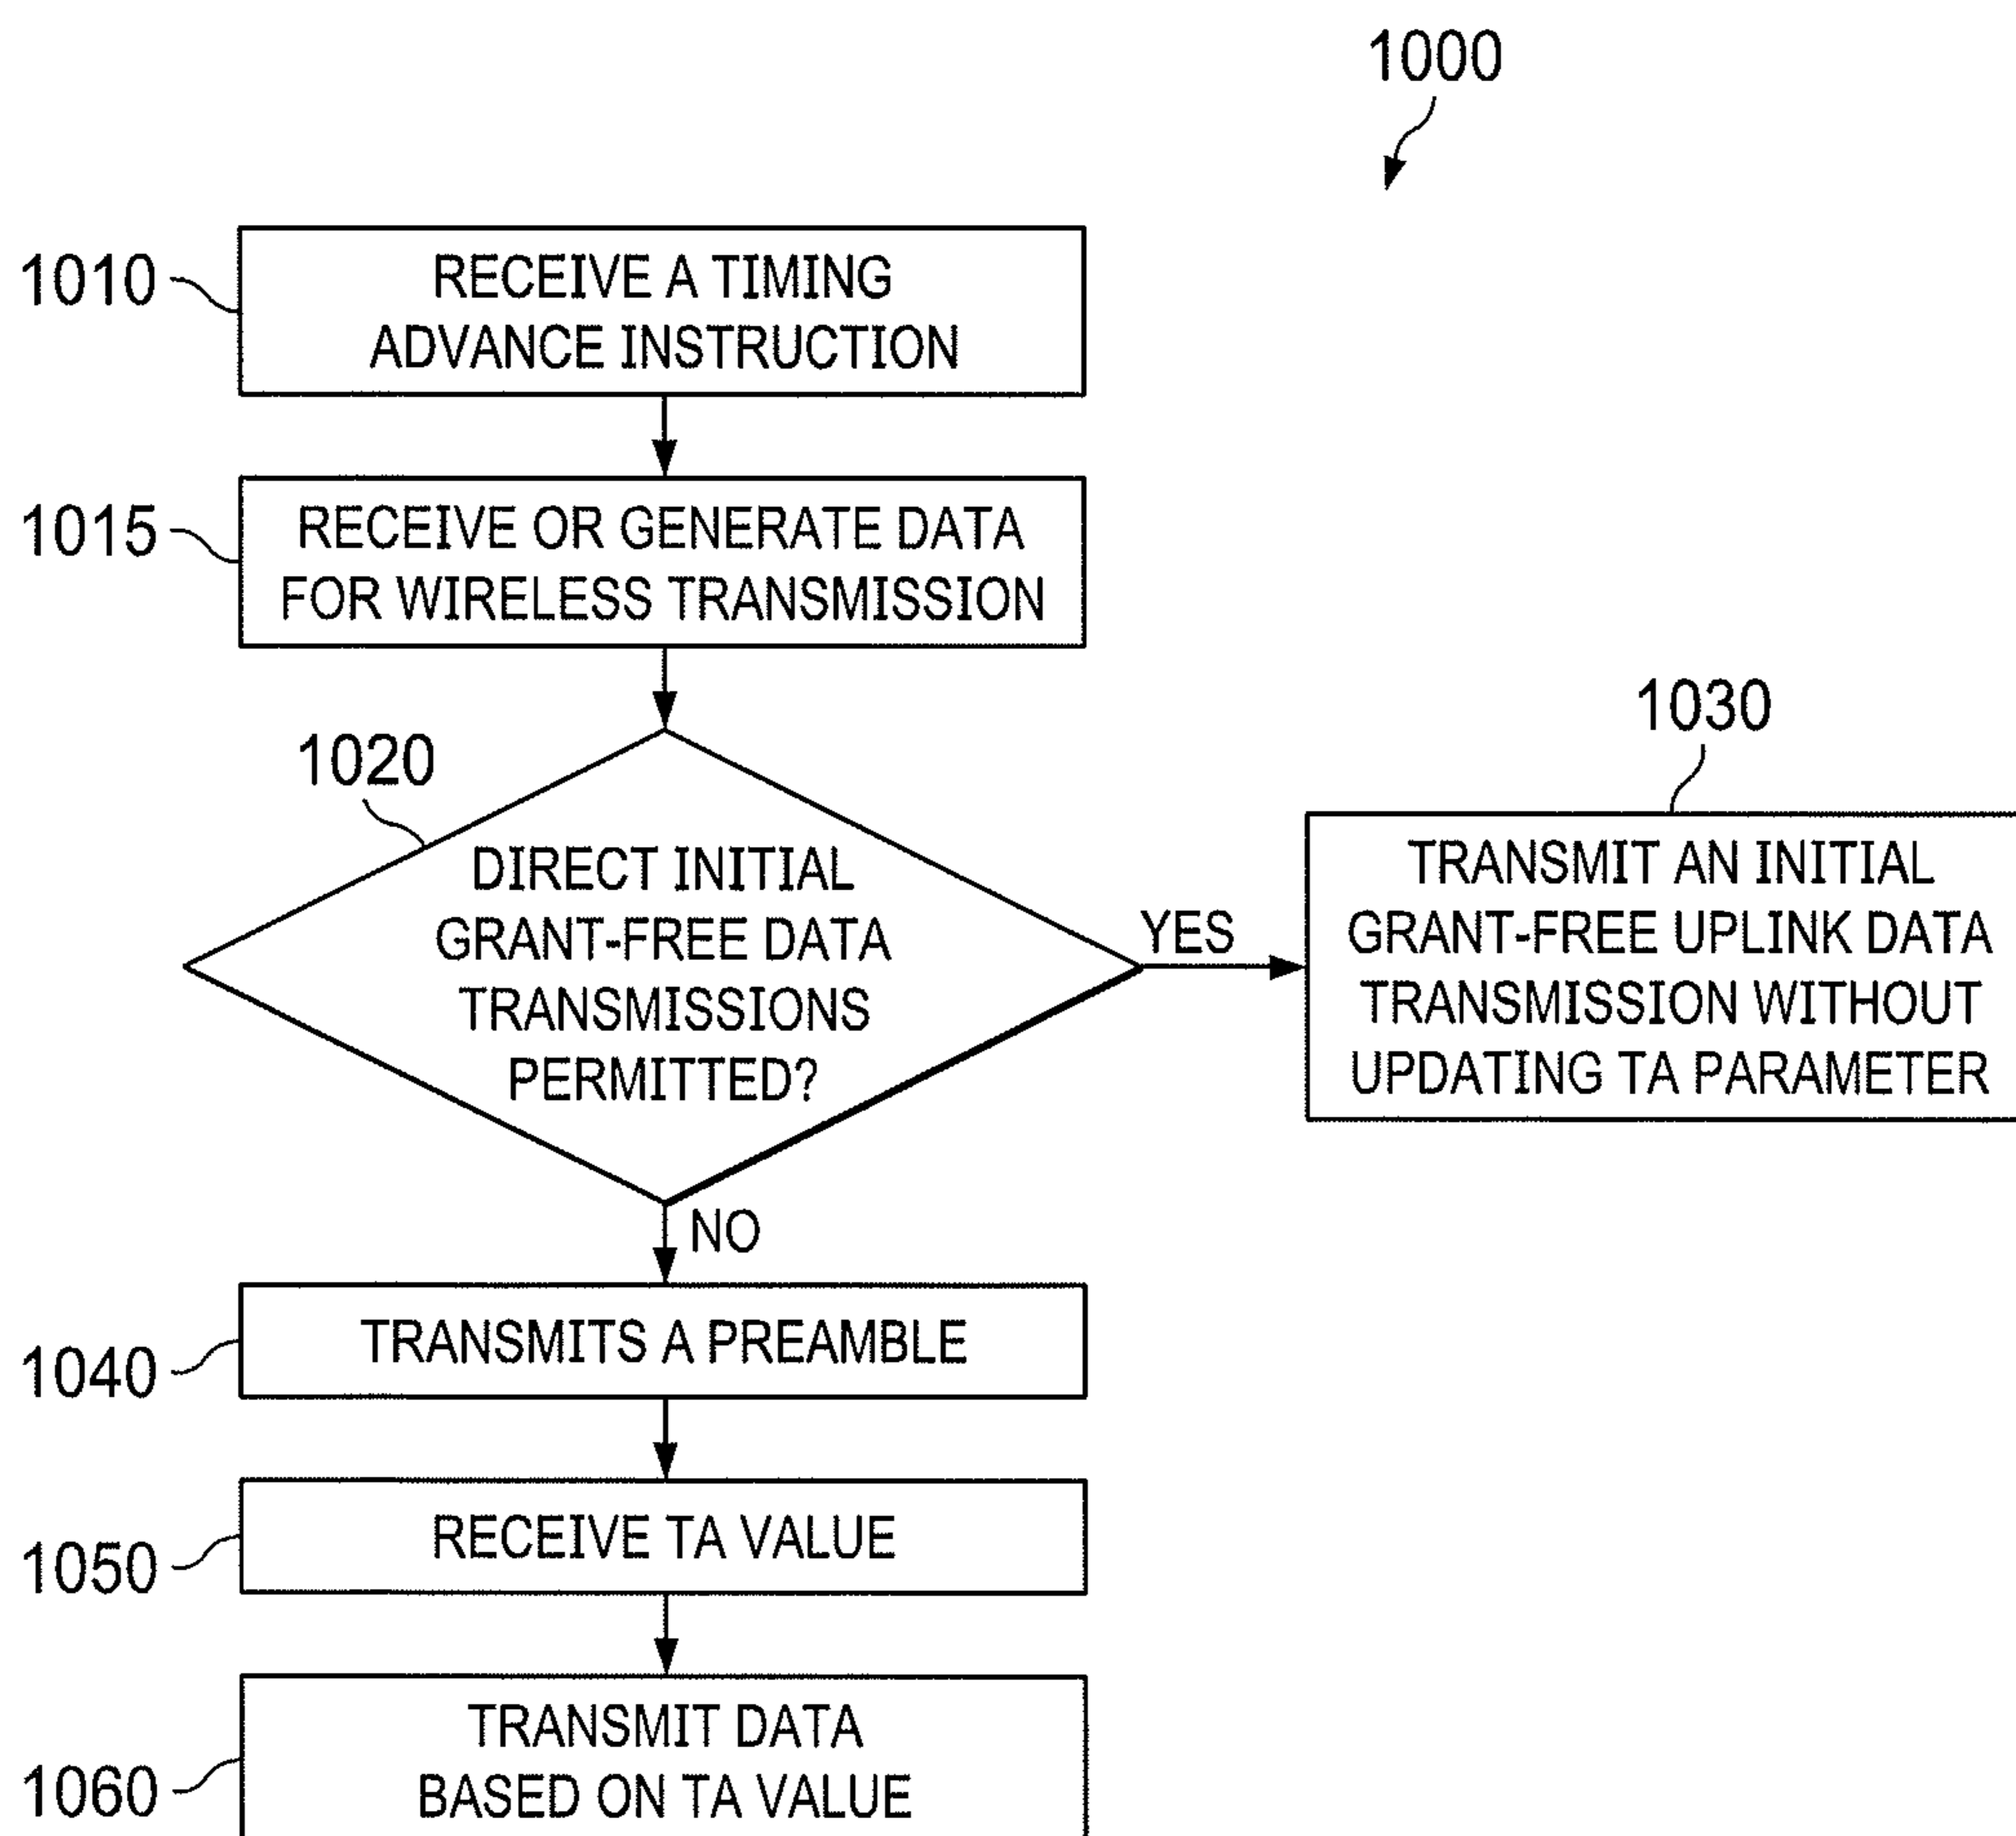 1000
1010
RECEIVE A TIMING
ADVANCE INSTRUCTION
1015
RECEIVE OR GENERATE DATA
FOR WIRELESS TRANSMISSION
1020
DIRECT INITIAL
GRANT-FREE DATA
TRANSMISSIONS
PERMITTED?
YES
1030
TRANSMIT AN INITIAL
GRANT-FREE UPLINK DATA
TRANSMISSION WITHOUT
UPDATING TA PARAMETER
NO
1040
TRANSMITS A PREAMBLE
1050
RECEIVE TA VALUE
1060
TRANSMIT DATA
BASED ON TA VALUE